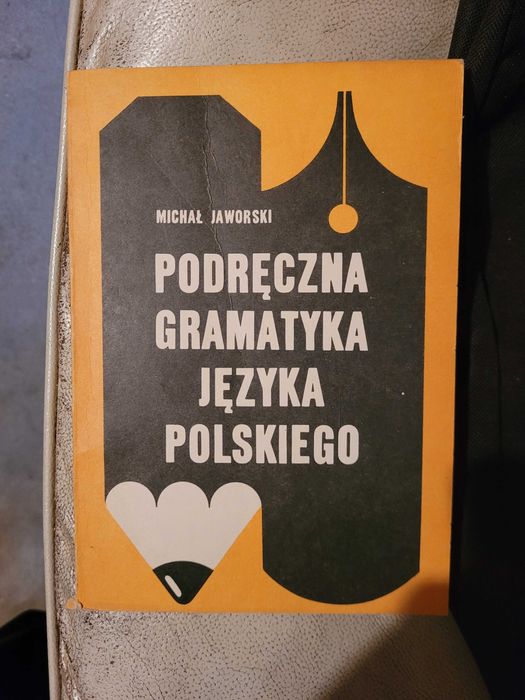 MICHAŁ JAWORSKI
PODRĘCZNA
GRAMATYKA
JĘZYKA
POLSKIEGO